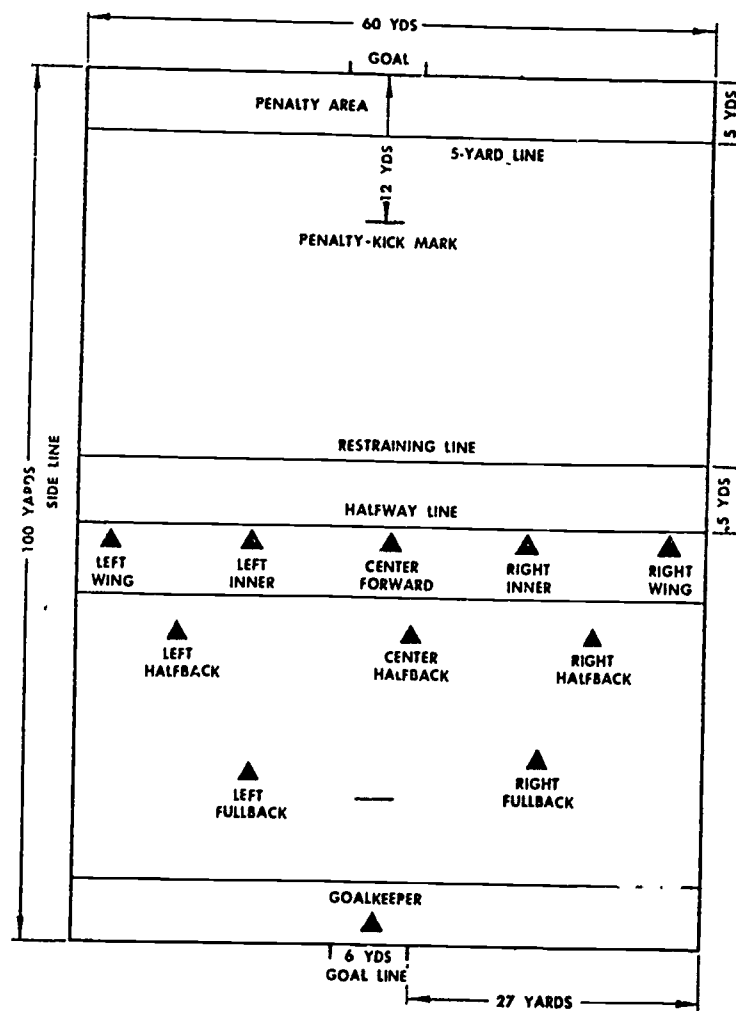 60 YDS
GOAL
PENALTY AREA
5 YDS
5-YARD LINE
12 YDS
PENALTY-KICK MARK
100 YARDS
SIDE LINE
RESTRAINING LINE
5 YDS
HALFWAY LINE
LEFT
WING
LEFT
INNER
CENTER
FORWARD
RIGHT
INNER
RIGHT
WING
LEFT
HALFBACK
CENTER
HALFBACK
RIGHT
HALFBACK
LEFT
FULLBACK
RIGHT
FULLBACK
GOALKEEPER
6 YDS
GOAL LINE
27 YARDS